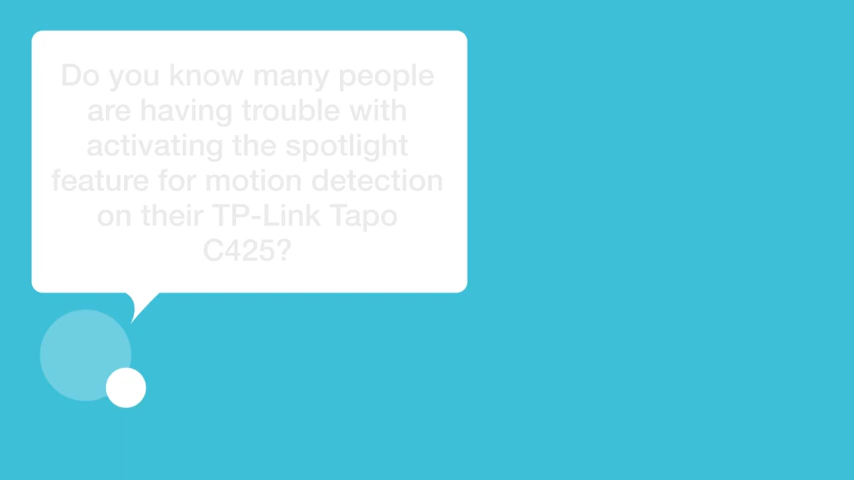 Do you know many people
are having trouble with
activating the spotlight
feature for motion detection
on their TP-Link Tapo
C425?